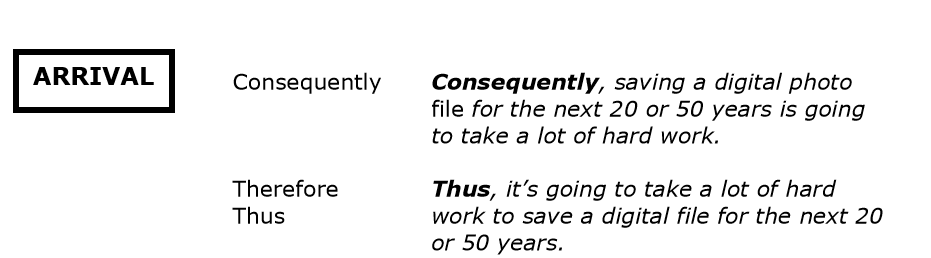 ARRIVAL
Consequently
Consequently, saving a digital photo
file for the next 20 or 50 years is going
to take a lot of hard work.
Therefore
Thus
Thus, it’s going to take a lot of hard
work to save a digital file for the next 20
or 50 years.